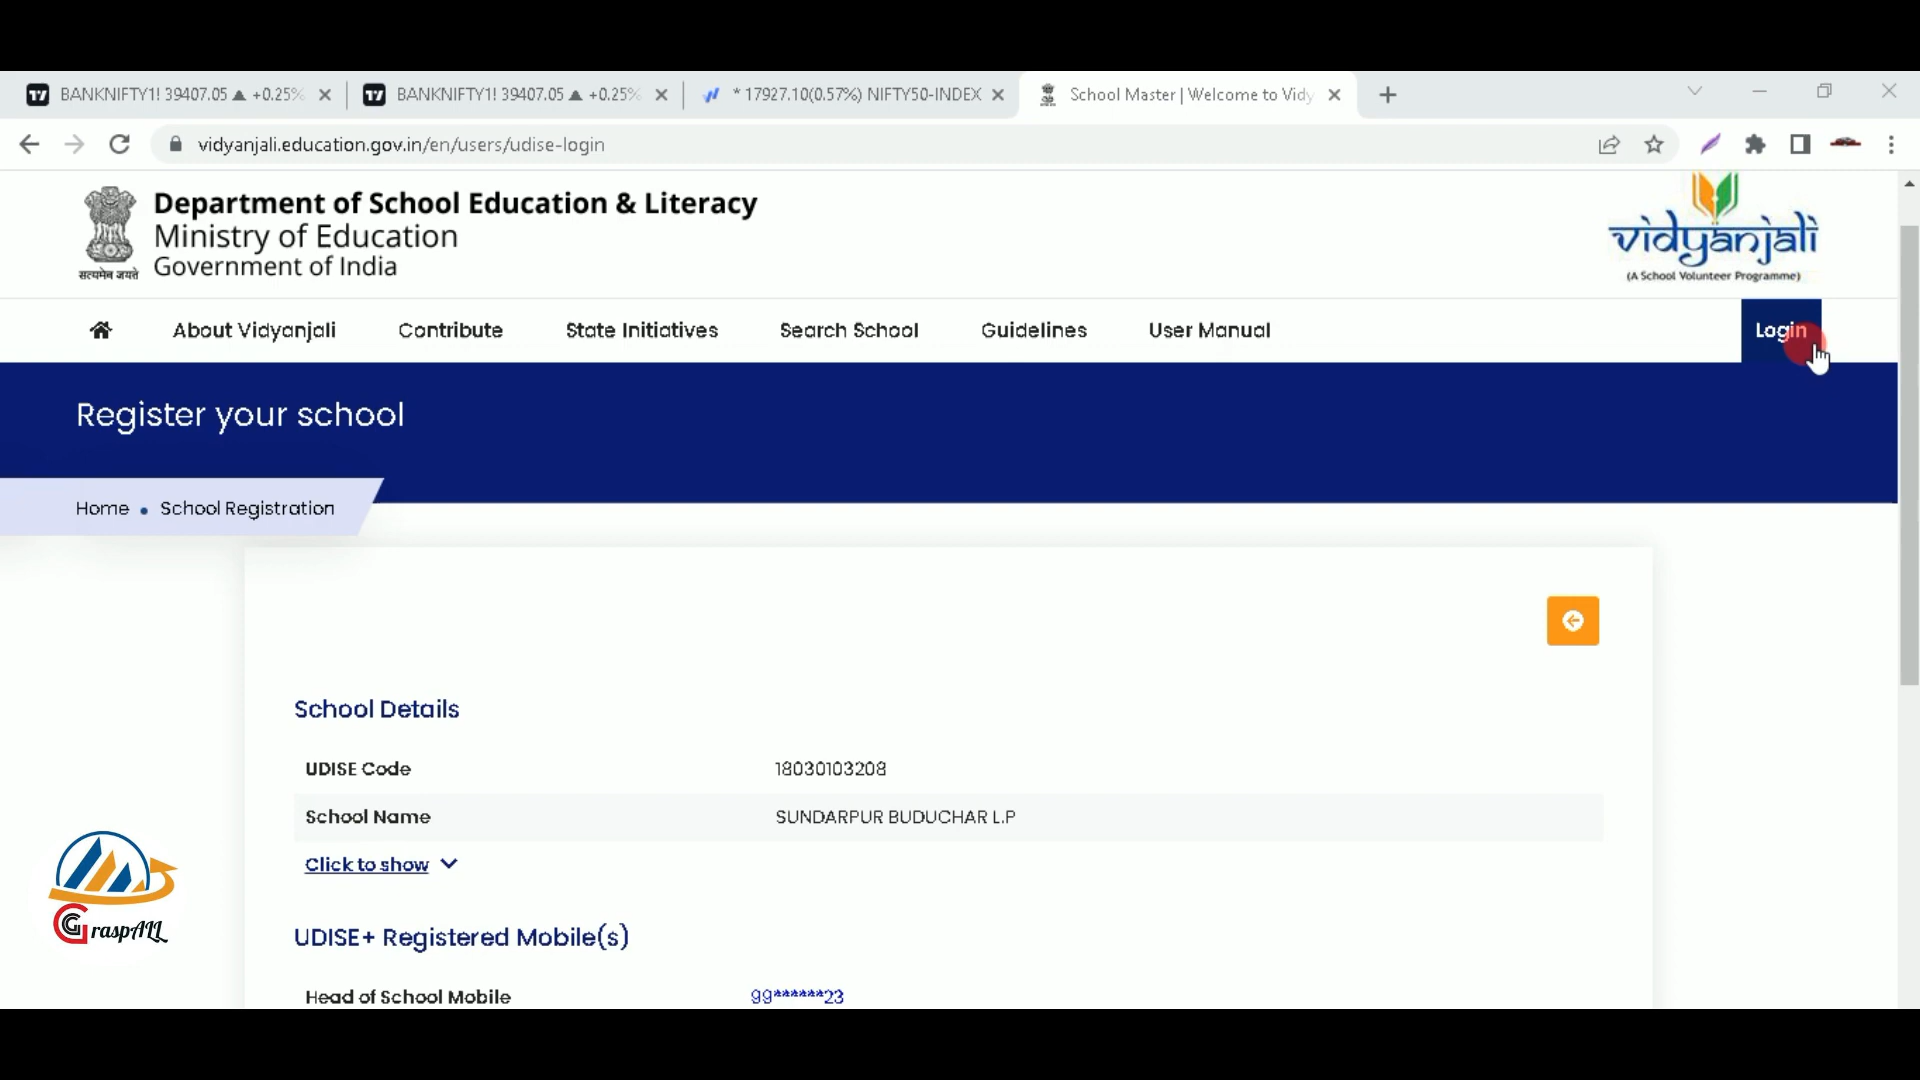 BANKNIFTY1! 39407.05 ▲ +0.25%
BANKNIFTY1! 39407.05 ▲ +0.25%
* 17927.10(0.57%) NIFTY50-INDEX
School Master | Welcome to Vidy
vidyanjali.education.gov.in/en/users/udise-login
Department of School Education & Literacy
Ministry of Education
Government of India
सत्यमेव जयते
vidyanjali
(A School Volunteer Programme)
About Vidyanjali
Contribute
State Initiatives
Search School
Guidelines
User Manual
Login
Register your school
Home • School Registration
School Details
UDISE Code 18030103208
School Name SUNDARPUR BUDUCHAR L.P
Click to show
GraspALL
UDISE+ Registered Mobile(s)
Head of School Mobile 99******23